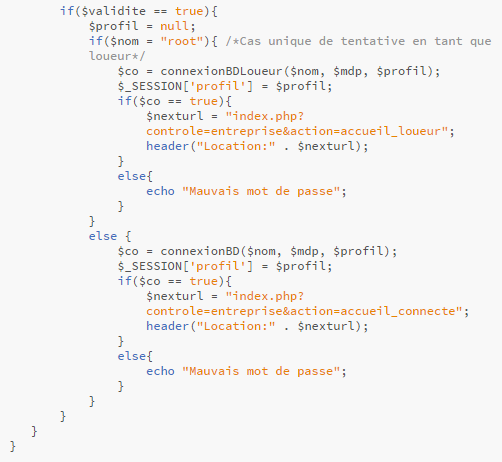 if($validite == true){
$profil = null;
if($nom = "root"){ /*Cas unique de tentative en tant que
loueur*/
$co = connexionBDLoueur($nom, $mdp, $profil);
$_SESSION['profil'] = $profil;
if($co == true){
$nexturl = "index.php?
controle=entreprise&action=accueil_loueur";
header("Location:" . $nexturl);
}
else{
echo "Mauvais mot de passe";
}
}
else {
$co = connexionBD($nom, $mdp, $profil);
$_SESSION['profil'] = $profil;
if($co == true){
$nexturl = "index.php?
controle=entreprise&action=accueil_connecte";
header("Location:" . $nexturl);
}
else{
echo "Mauvais mot de passe";
}
}
}
}
}